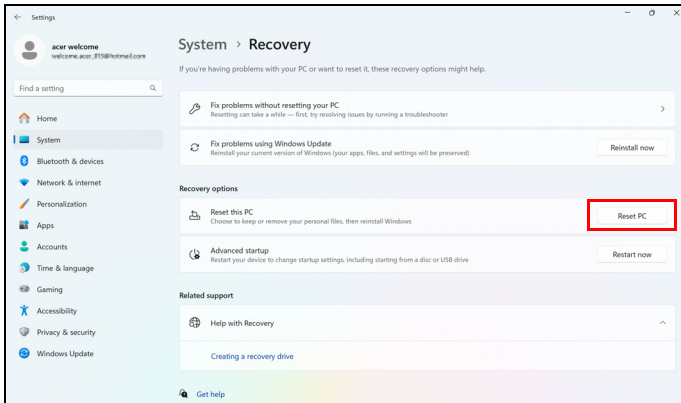 Settings
acer welcome
welcome.acer_815@hotmail.com
Find a setting
Home
System
Bluetooth & devices
Network & internet
Personalization
Apps
Accounts
Time & language
Gaming
Accessibility
Privacy & security
Windows Update
System > Recovery
If you're having problems with your PC or want to reset it, these recovery options might help.
Fix problems without resetting your PC
Resetting can take a while — first, try resolving issues by running a troubleshooter
Fix problems using Windows Update
Reinstall your current version of Windows (your apps, files, and settings will be preserved)
Reinstall now
Recovery options
Reset this PC
Choose to keep or remove your personal files, then reinstall Windows
Reset PC
Advanced startup
Restart your device to change startup settings, including starting from a disc or USB drive
Restart now
Related support
Help with Recovery
Creating a recovery drive
Get help